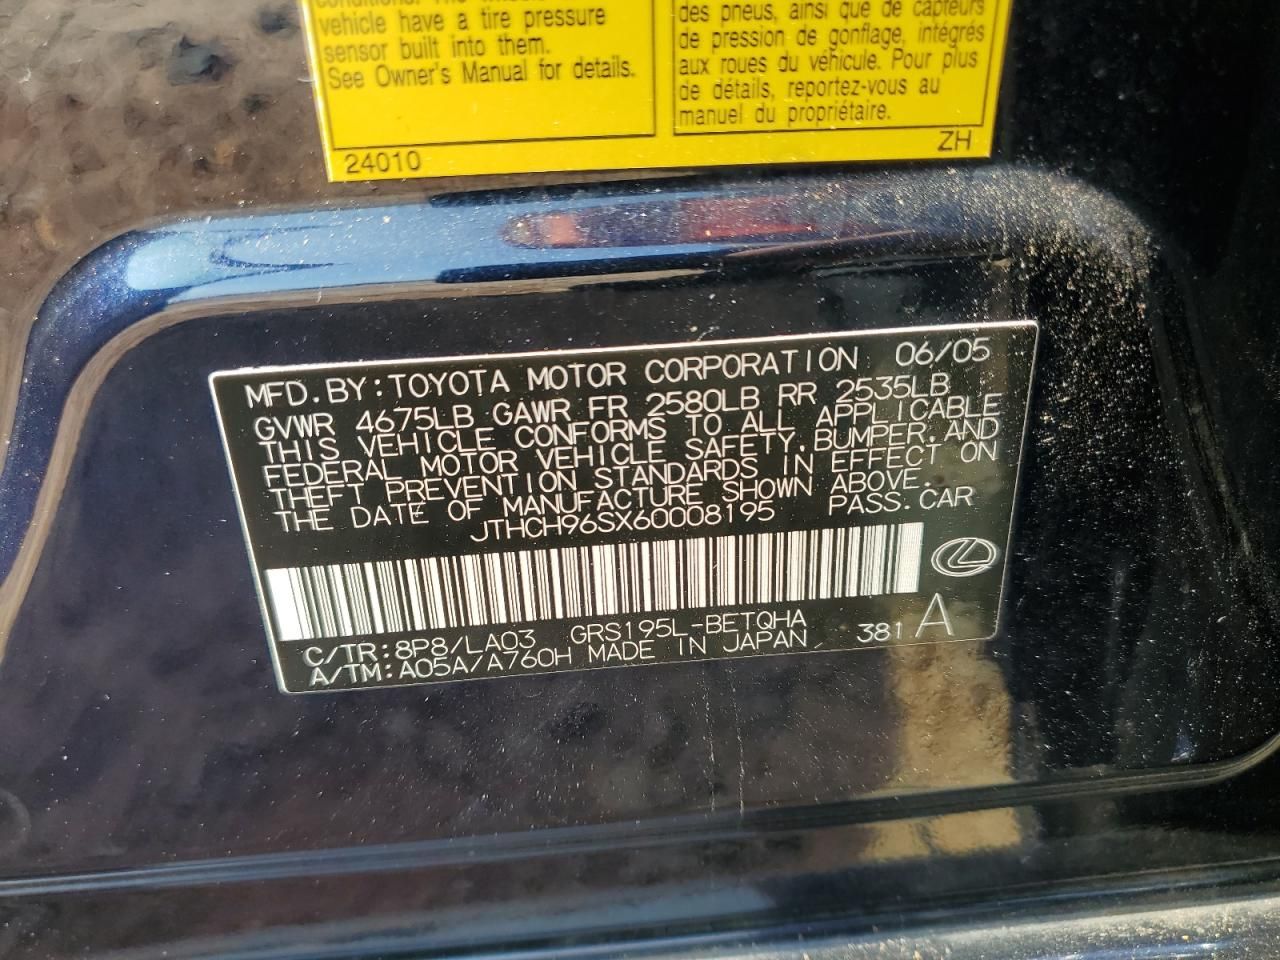 vehicle have a tire pressure
sensor built into them.
See Owner's Manual for details.
24010
des pneus, ainsi que de capteurs
de pression de gonflage, intégrés
aux roues du véhicule. Pour plus
de détails, reportez-vous au
manuel du propriétaire.
ZH
MFD.BY:TOYOTA MOTOR CORPORATION 06/05
GVWR 4675LB GAWR FR 2580LB RR 2535LB
THIS VEHICLE CONFORMS TO ALL APPLICABLE
FEDERAL MOTOR VEHICLE SAFETY,BUMPER,AND
THEFT PREVENTION STANDARDS IN EFFECT ON
THE DATE OF MANUFACTURE SHOWN ABOVE.
JTHCH96SX60008195 PASS.CAR
C/TR:8P8/LA03 GRS195L-BETQHA 381 A
A/TM:A05A/A760H MADE IN JAPAN